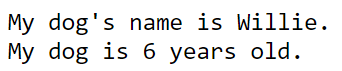 My dog's name is Willie.
My dog is 6 years old.